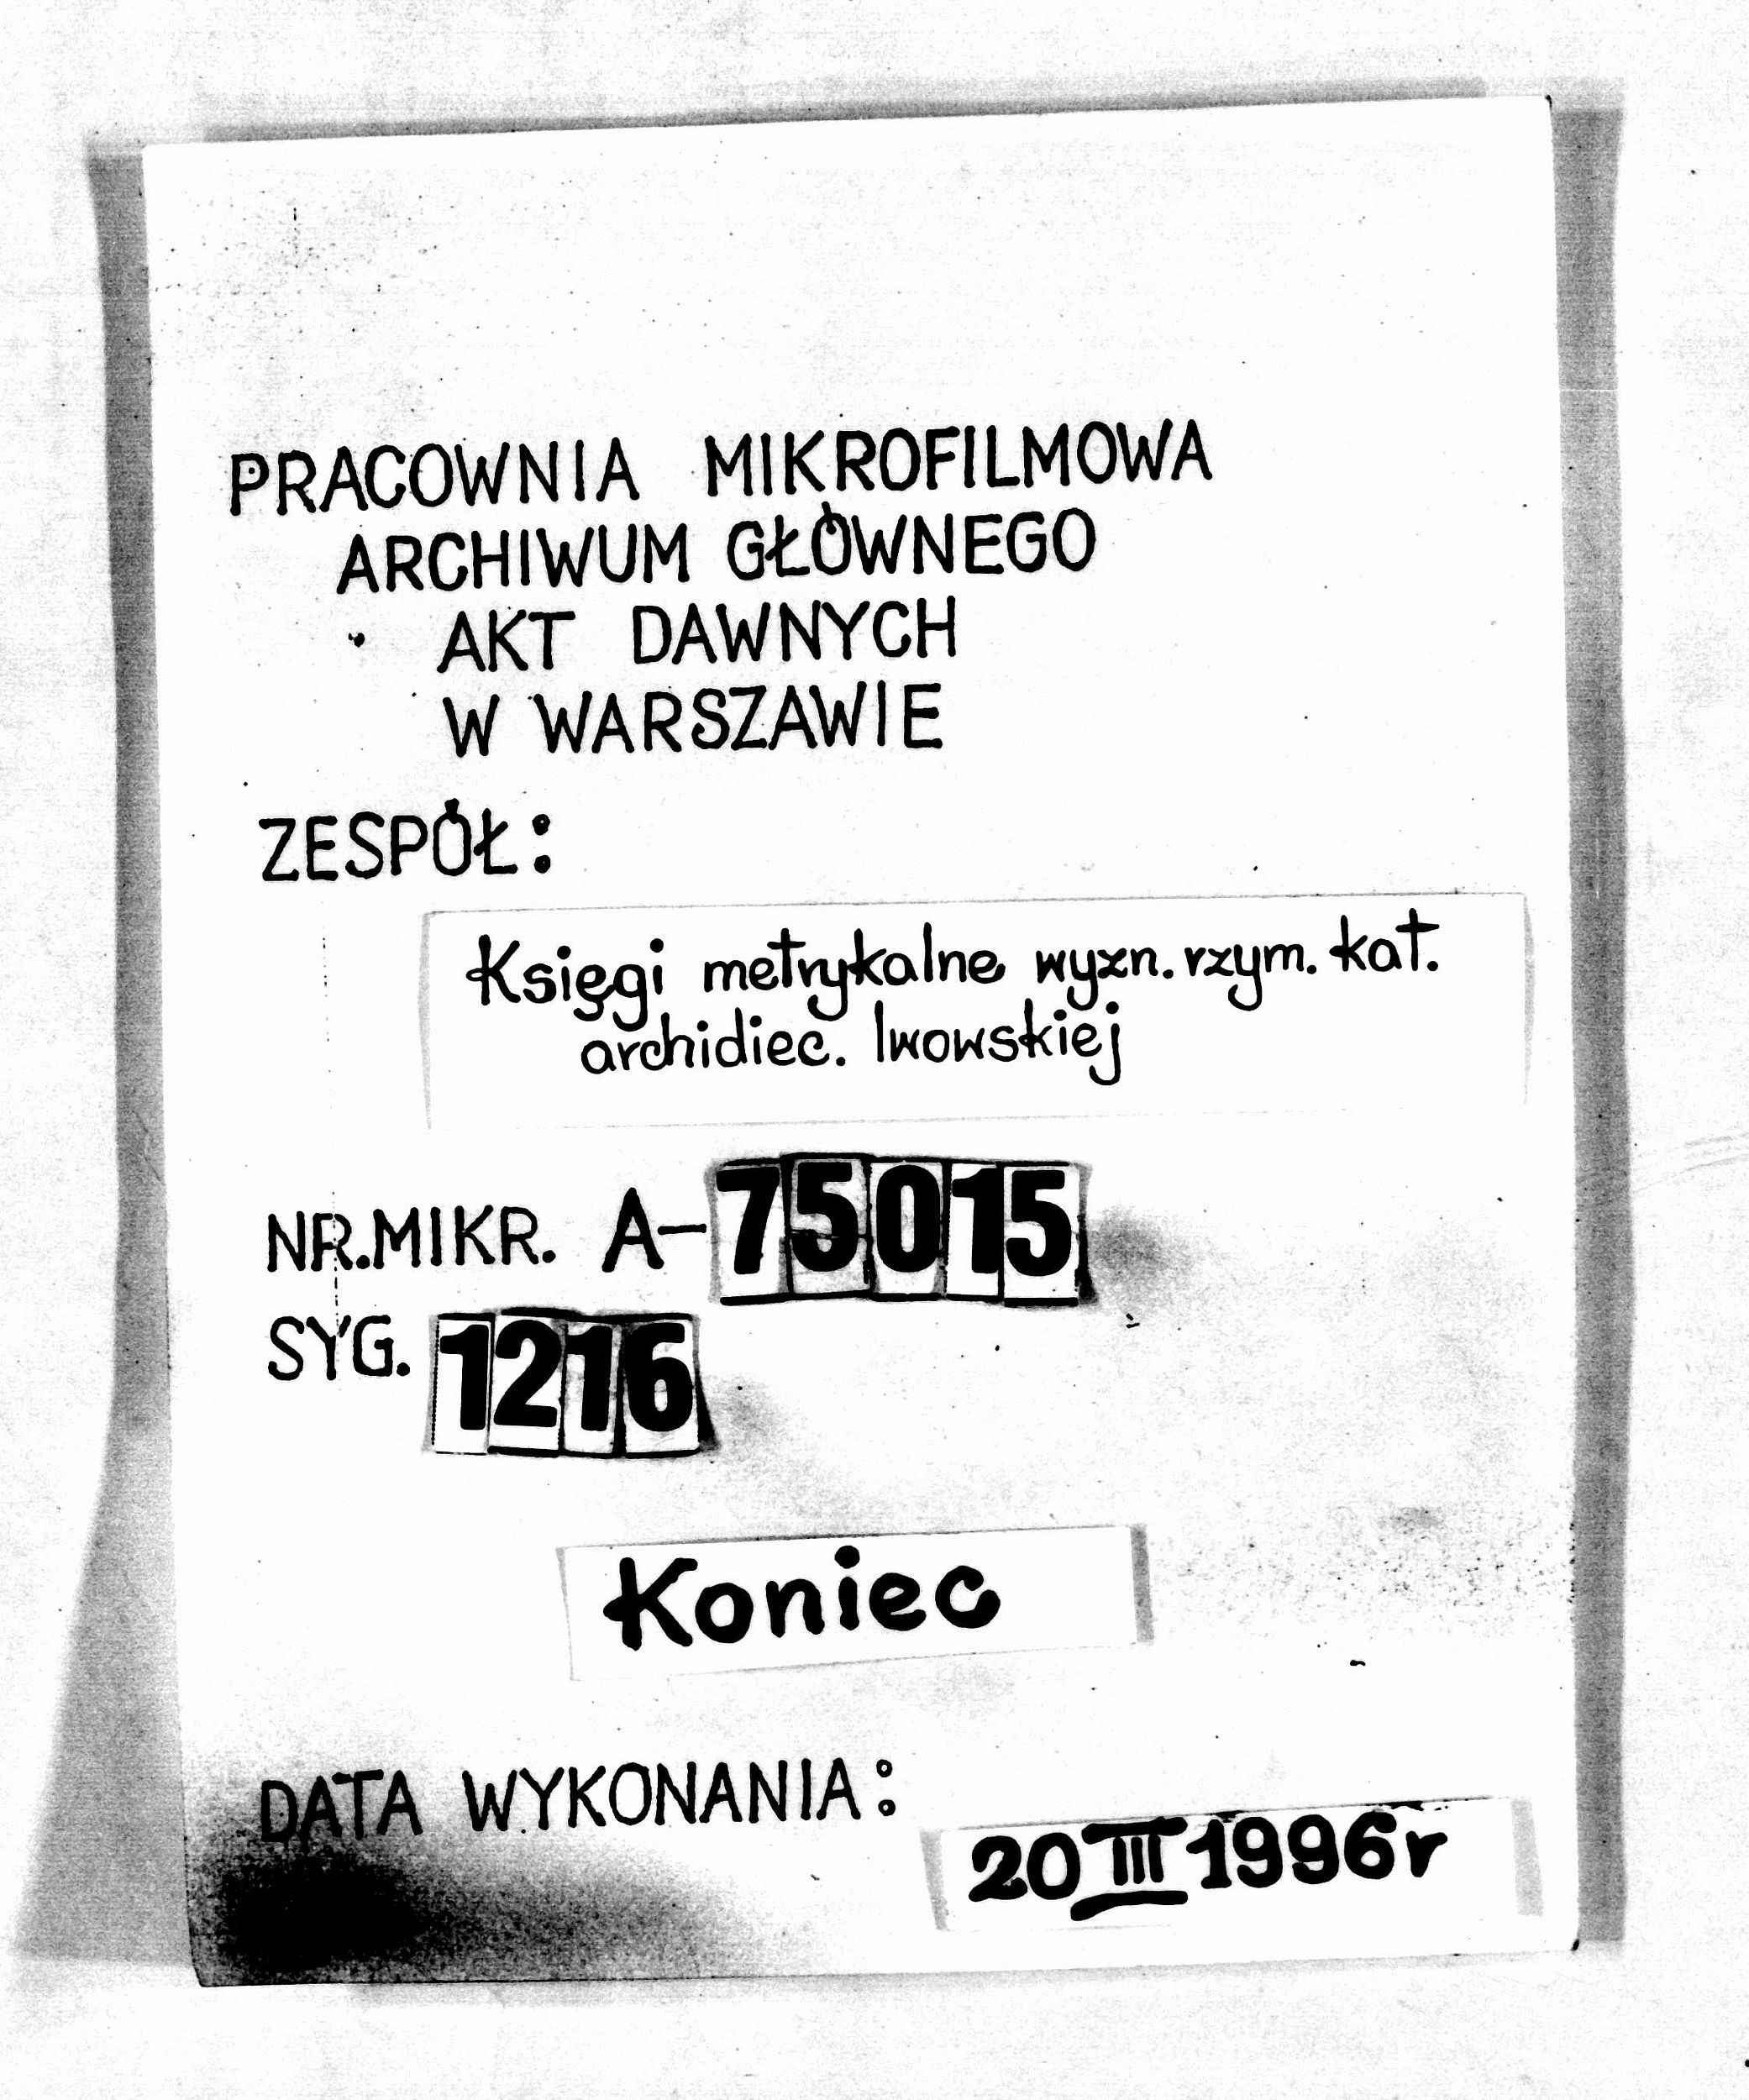 PRACOWNIA MIKROFILMOWA
ARCHIWUM GŁÓWNEGO
AKT DAWNYCH
W WARSZAWIE
ZESPÓŁ:
Księgi metrykalne wyzn. rzym. kat.
archidiec. lwowskiej
NR.MIKR. A-75015
SYG. 1216
Koniec
DATA WYKONANIA:
20 III 1996 r